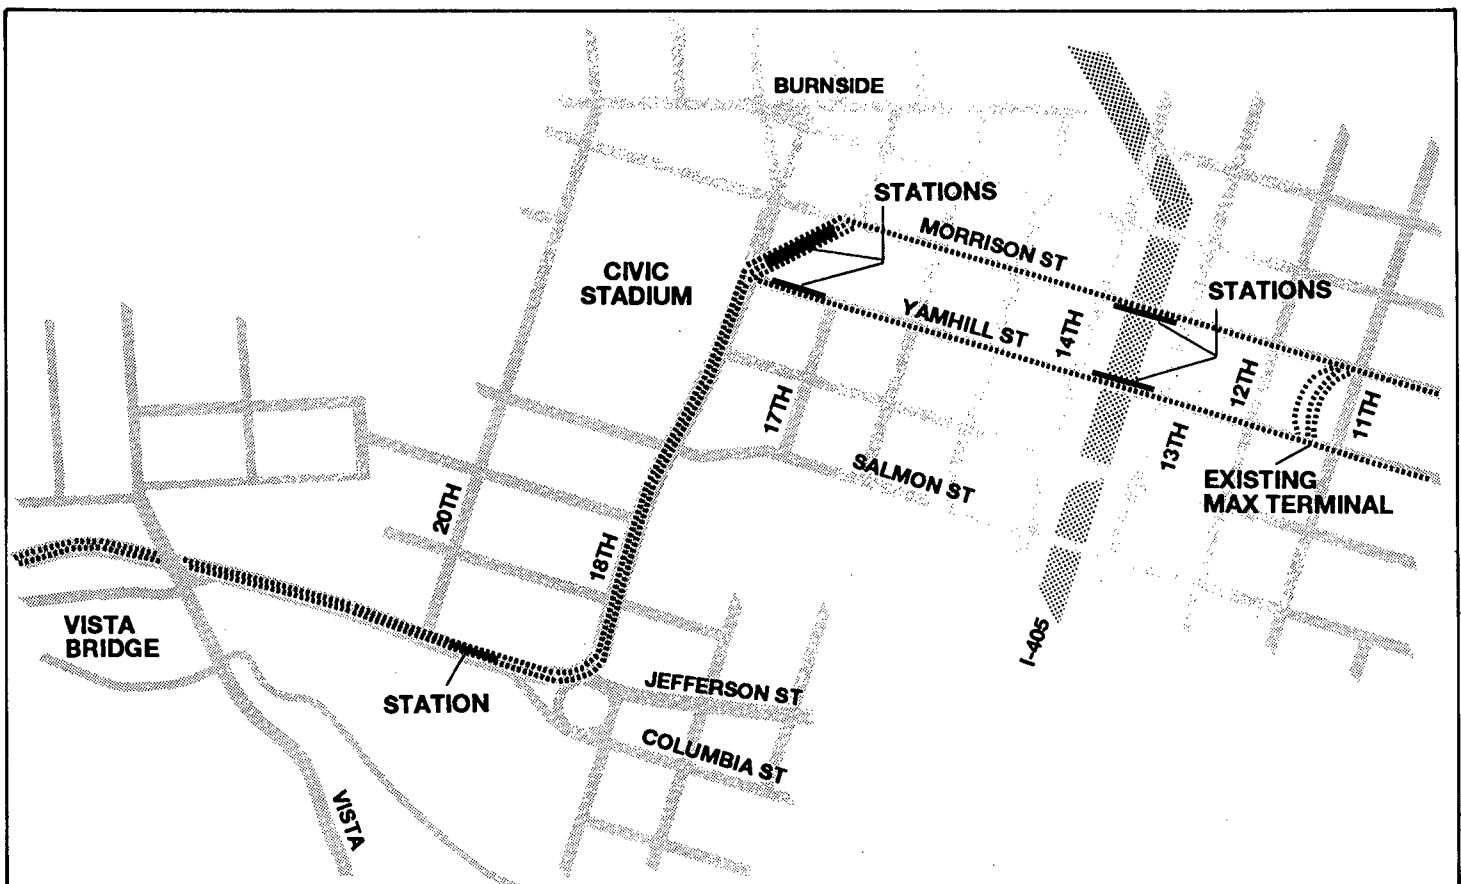 BURNSIDE
STATIONS
MORRISON ST
CIVIC
STADIUM
STATIONS
YAMHILL ST
14TH
12TH
11TH
17TH
13TH
SALMON ST
EXISTING
MAX TERMINAL
20TH
18TH
VISTA
BRIDGE
I-405
STATION
JEFFERSON ST
COLUMBIA ST
VISTA